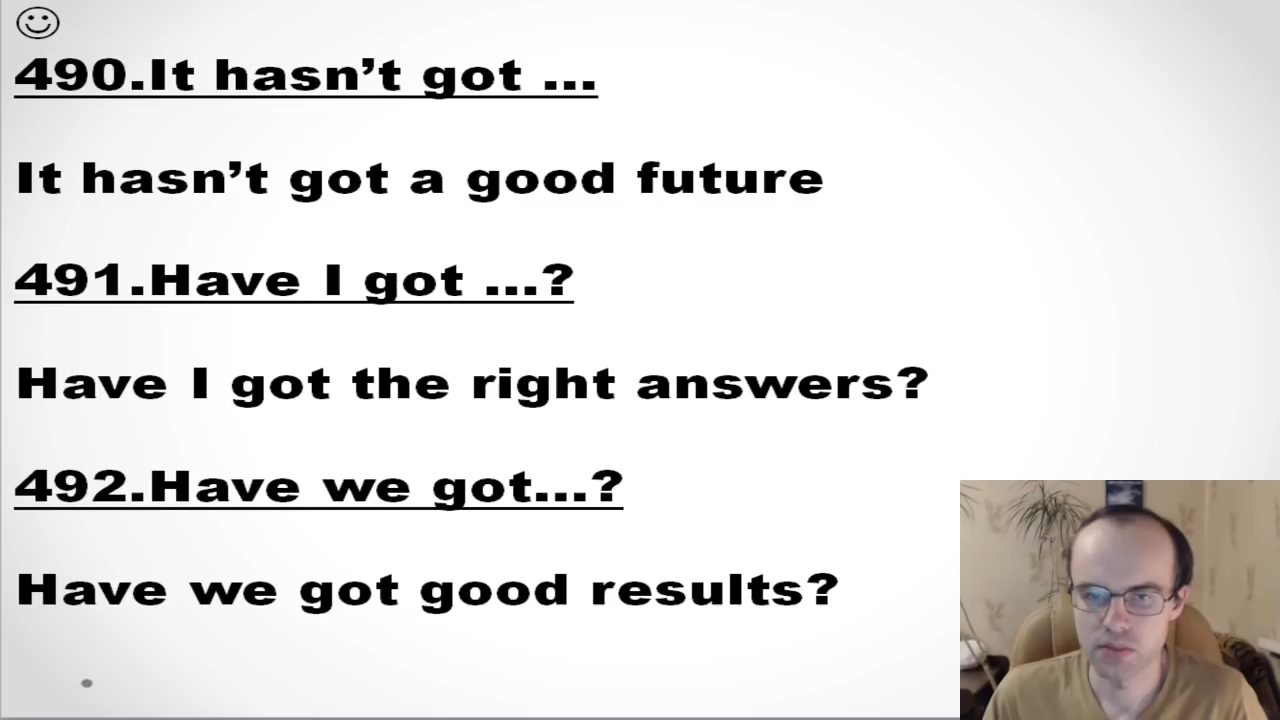 490.It hasn’t got ...
It hasn’t got a good future
491.Have I got ...?
Have I got the right answers?
492.Have we got...?
Have we got good results?